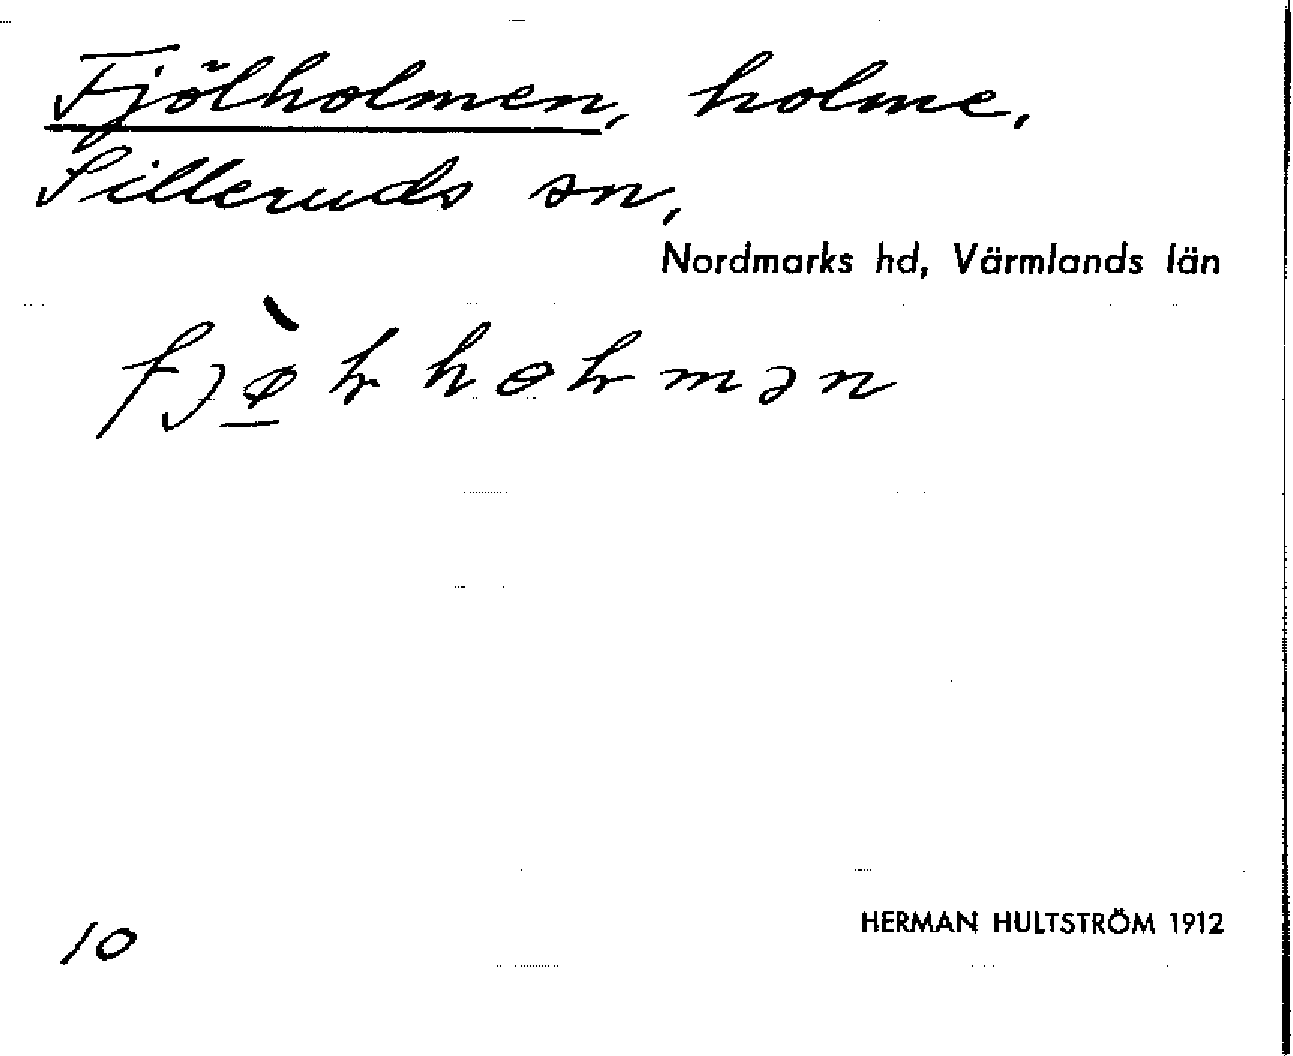 Fjölholmen, holme,
Silleruds sn,
Nordmarks hd, Värmlands län
10
HERMAN HULTSTRÖM 1912